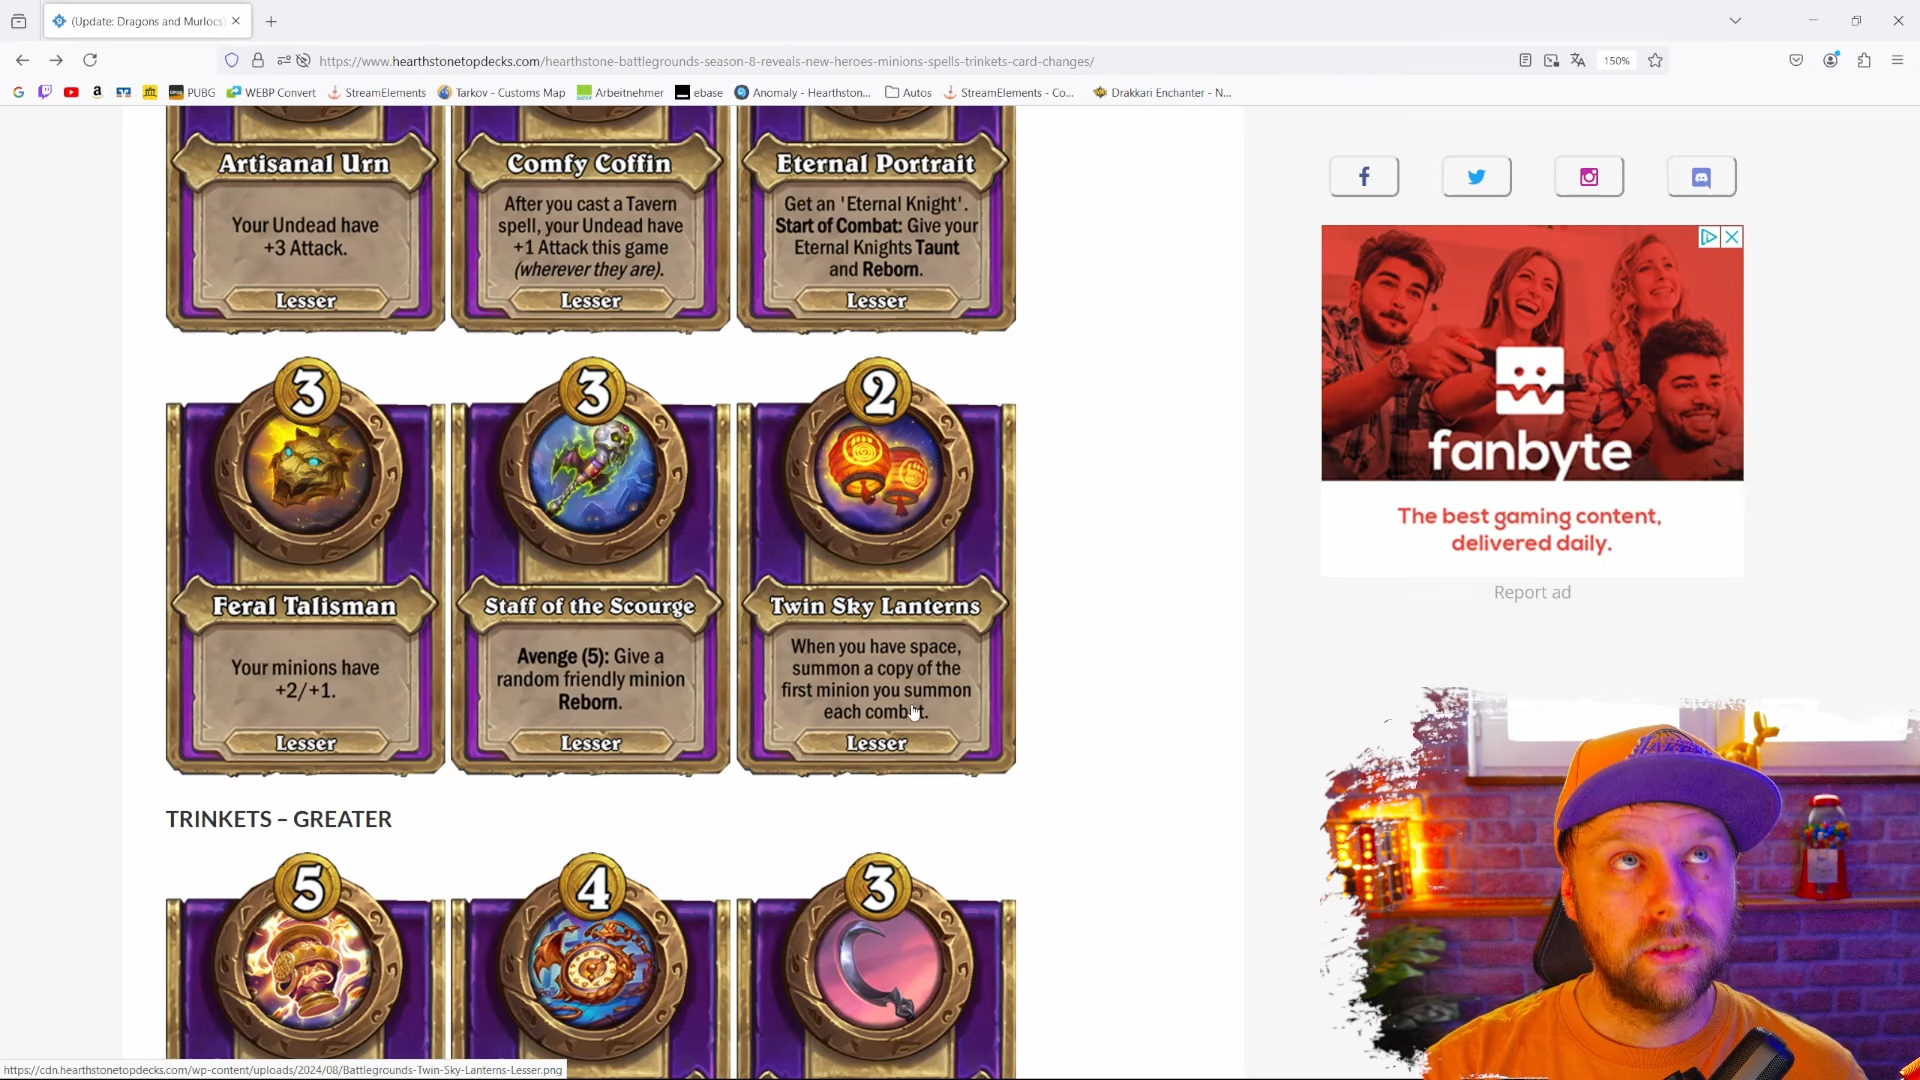 (Update: Dragons and Murlocs)
https://www.hearthstonetopdecks.com/hearthstone-battlegrounds-season-8-reveals-new-heroes-minions-spells-trinkets-card-changes/
150%
PUBG
WEBP Convert
StreamElements
Tarkov - Customs Map
Arbeitnehmer
ebase
Anomaly - Hearthston...
Autos
StreamElements - Co...
Drakkari Enchanter - N...
Artisanal Urn
Your Undead have
+3 Attack.
Lesser
Comfy Coffin
After you cast a Tavern
spell, your Undead have
+1 Attack this game
(wherever they are).
Lesser
Eternal Portrait
Get an 'Eternal Knight'.
Start of Combat: Give your
Eternal Knights Taunt
and Reborn.
Lesser
3
Feral Talisman
Your minions have
+2/+1.
Lesser
3
Staff of the Scourge
Avenge (5): Give a
random friendly minion
Reborn.
Lesser
2
Twin Sky Lanterns
When you have space,
summon a copy of the
first minion you summon
each combat.
Lesser
TRINKETS – GREATER
5
4
3
fanbyte
The best gaming content,
delivered daily.
Report ad
https://cdn.hearthstonetopdecks.com/wp-content/uploads/2024/08/Battlegrounds-Twin-Sky-Lanterns-Lesser.png